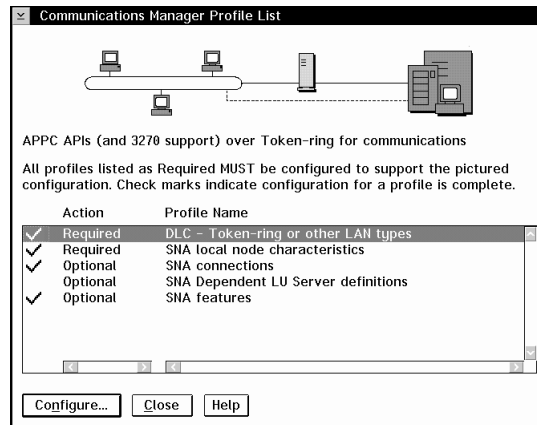 Communications Manager Profile List
APPC APIs (and 3270 support) over Token-ring for communications
All profiles listed as Required MUST be configured to support the pictured
configuration. Check marks indicate configuration for a profile is complete.
Action Profile Name
Required DLC - Token-ring or other LAN types
Required SNA local node characteristics
Optional SNA connections
Optional SNA Dependent LU Server definitions
Optional SNA features
Configure... Close Help